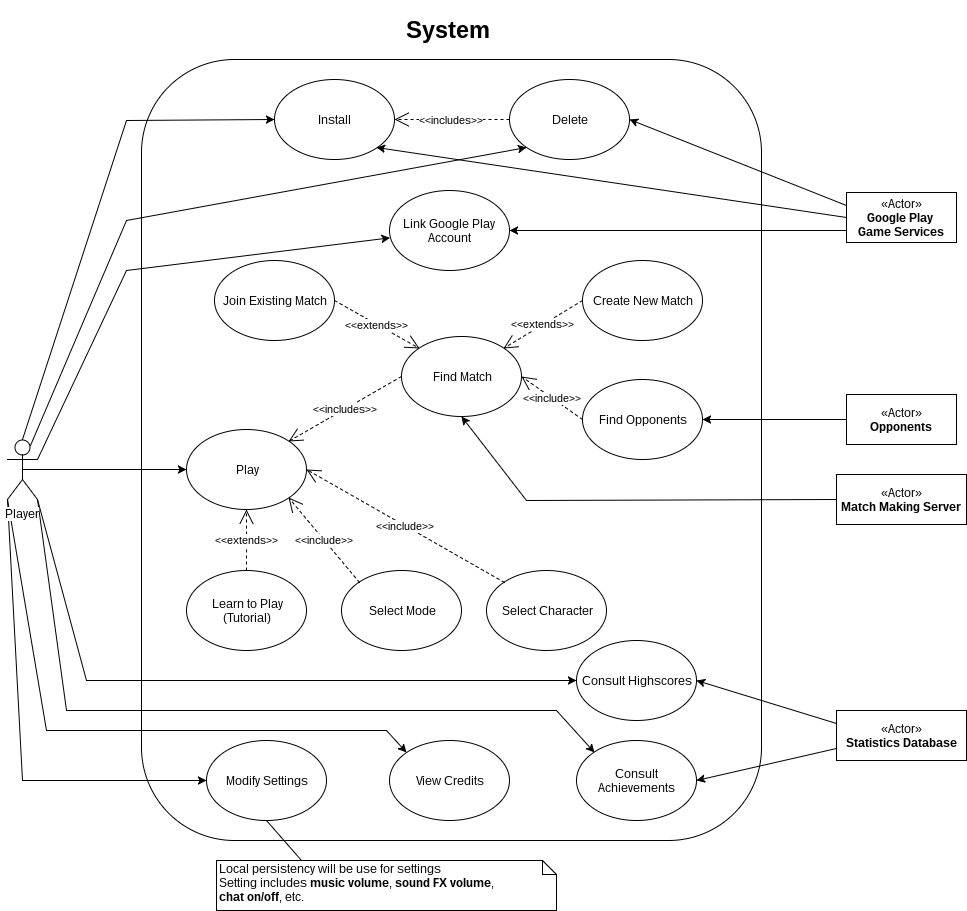 System
Install
<<includes>>
Delete
«Actor»
Google Play
Game Services
Link Google Play
Account
Join Existing Match
Create New Match
<<extends>>
<<extends>>
Find Match
<<include>>
<<includes>>
Find Opponents
«Actor»
Opponents
Play
«Actor»
Match Making Server
Player
<<include>>
<<extends>>
<<include>>
Learn to Play
(Tutorial)
Select Mode
Select Character
Consult Highscores
«Actor»
Statistics Database
Modify Settings
View Credits
Consult
Achievements
Local persistency will be use for settings
Setting includes music volume, sound FX volume,
chat on/off, etc.